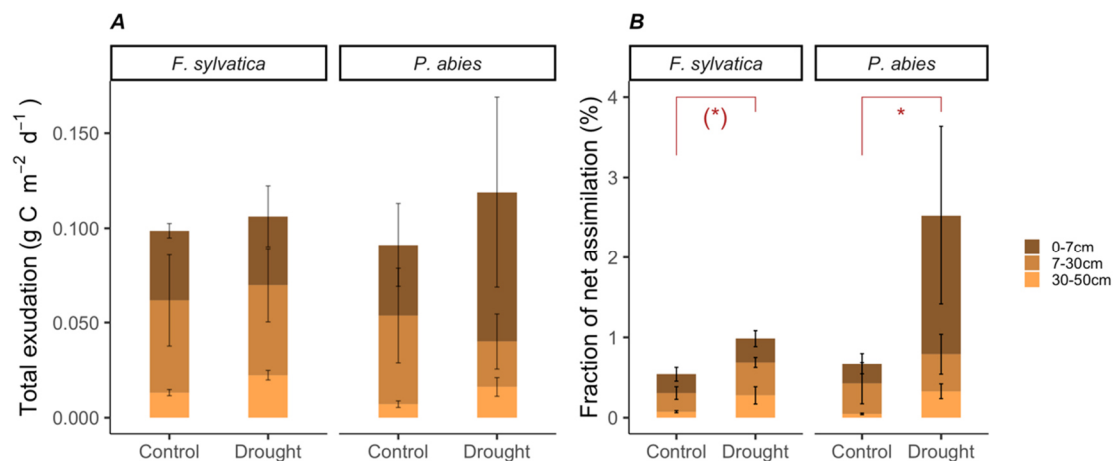 A
B
F. sylvatica
P. abies
F. sylvatica
P. abies
Total exudation (g C m⁻² d⁻¹)
0.150
0.100
0.050
0.000
Control
Drought
Control
Drought
Fraction of net assimilation (%)
4
3
2
1
0
(*)
*
Control
Drought
Control
Drought
0-7cm
7-30cm
30-50cm